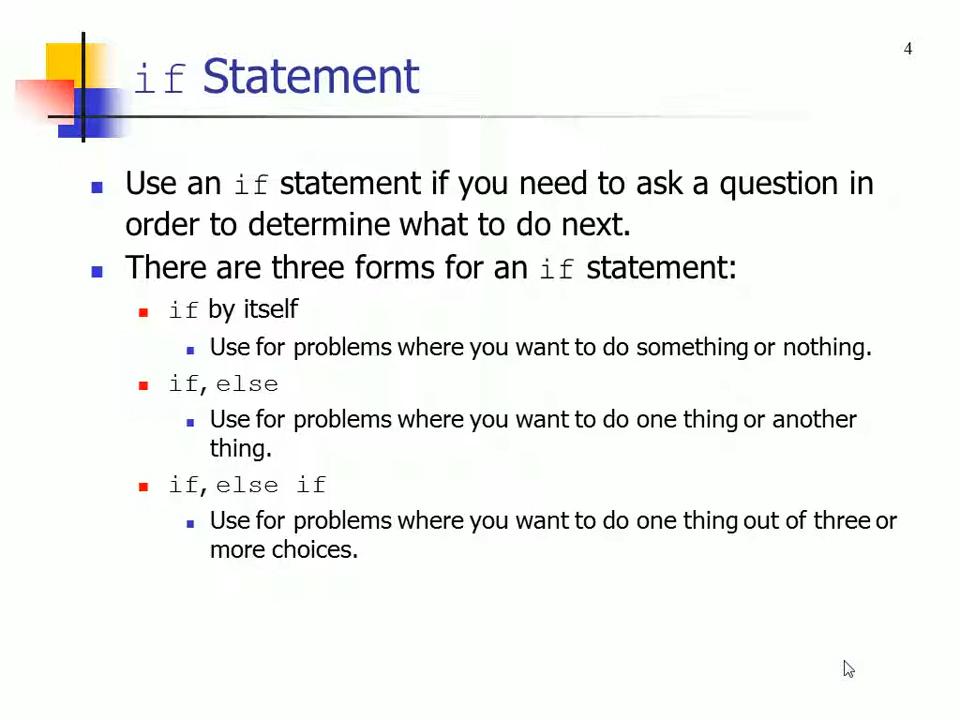 4
if Statement
Use an if statement if you need to ask a question in
order to determine what to do next.
There are three forms for an if statement:
if by itself
Use for problems where you want to do something or nothing.
if, else
Use for problems where you want to do one thing or another
thing.
if, else if
Use for problems where you want to do one thing out of three or
more choices.